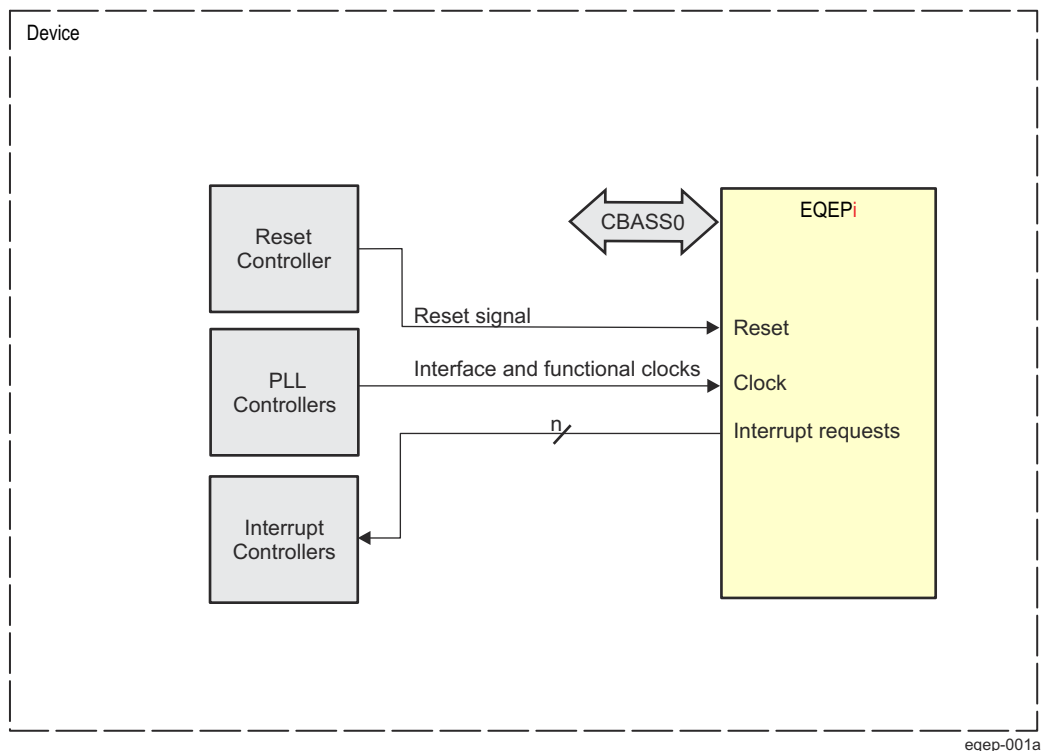 Device
CBASS0
EQEPi
Reset
Controller
Reset signal
Reset
PLL
Controllers
Interface and functional clocks
Clock
n
Interrupt requests
Interrupt
Controllers
eqep-001a